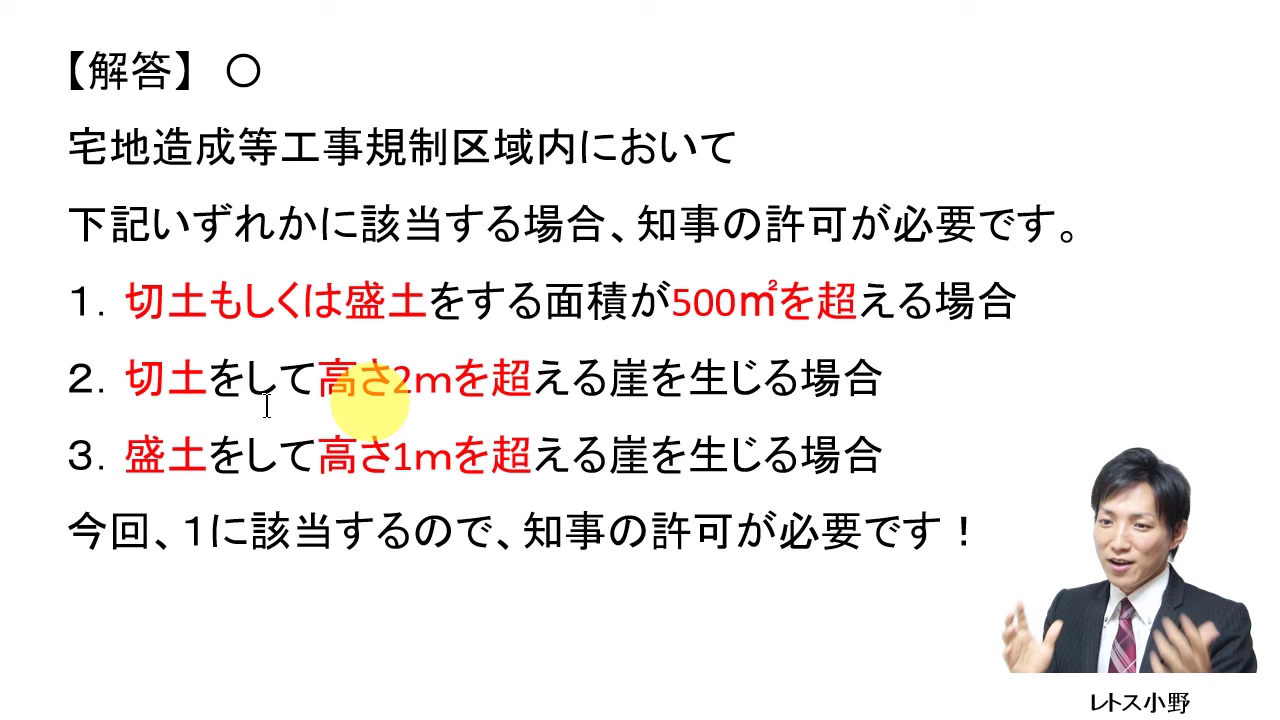 【解答】　〇
宅地造成等工事規制区域内において
下記いずれかに該当する場合、知事の許可が必要です。
１．切土もしくは盛土をする面積が500㎡を超える場合
２．切土をして高さ2ｍを超える崖を生じる場合
３．盛土をして高さ1ｍを超える崖を生じる場合
今回、１に該当するので、知事の許可が必要です！
レトス小野